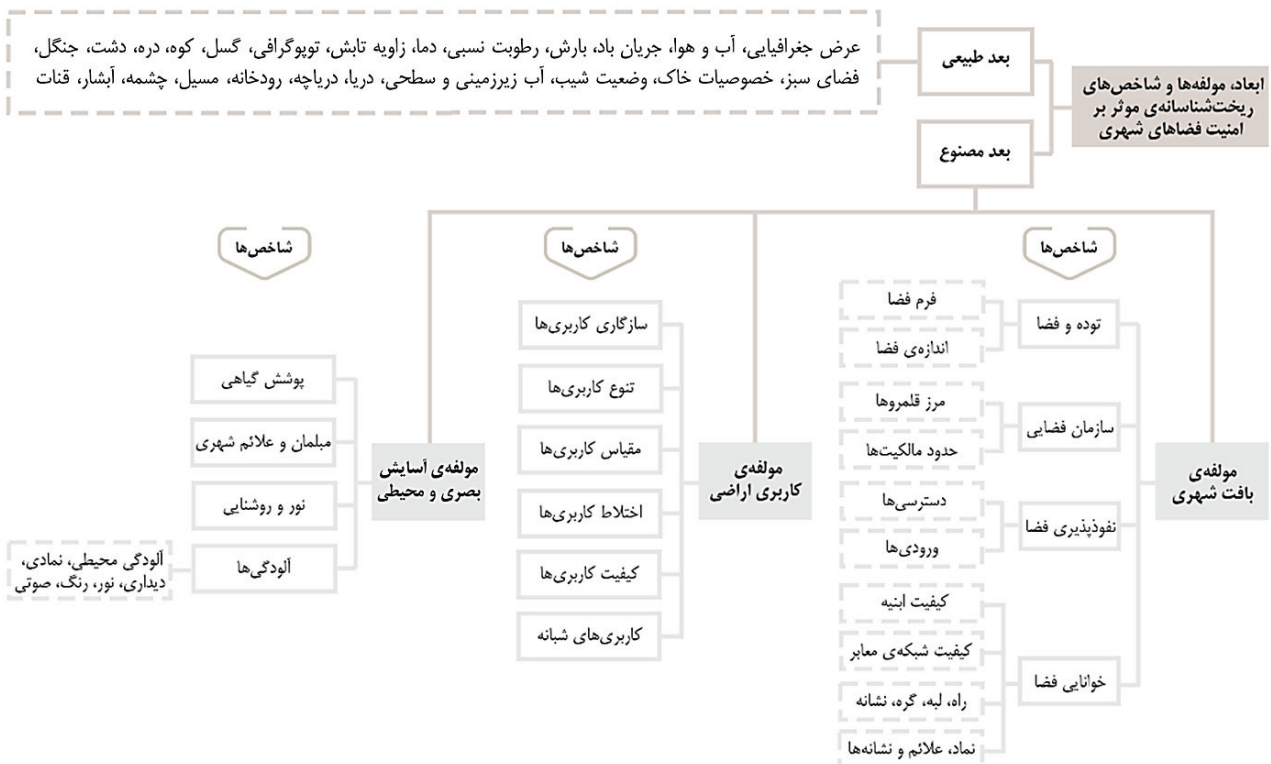 ابعاد، مولفه‌ها و شاخص‌های
ریخت‌شناسانه‌ی موثر بر
امنیت فضاهای شهری
بعد طبیعی
عرض جغرافیایی، آب و هوا، جریان باد، بارش، رطوبت نسبی، دما، زاویه تابش، توپوگرافی، گسل، کوه، دره، دشت، جنگل،
فضای سبز، خصوصیات خاک، وضعیت شیب، آب زیرزمینی و سطحی، دریا، دریاچه، رودخانه، مسیل، چشمه، آبشار، قنات
بعد مصنوع
مولفه‌ی
بافت شهری
شاخص‌ها
توده و فضا
فرم فضا
اندازه‌ی فضا
سازمان فضایی
مرز قلمروها
حدود مالکیت‌ها
نفوذپذیری فضا
دسترسی‌ها
ورودی‌ها
خوانایی فضا
کیفیت ابنیه
کیفیت شبکه‌ی معابر
راه، لبه، گره، نشانه
نماد، علائم و نشانه‌ها
مولفه‌ی
کاربری اراضی
شاخص‌ها
سازگاری کاربری‌ها
تنوع کاربری‌ها
مقیاس کاربری‌ها
اختلاط کاربری‌ها
کیفیت کاربری‌ها
کاربری‌های شبانه
مولفه‌ی آسایش
بصری و محیطی
شاخص‌ها
پوشش گیاهی
مبلمان و علائم شهری
نور و روشنایی
آلودگی‌ها
آلودگی محیطی، نمادی،
دیداری، نور، رنگ، صوتی